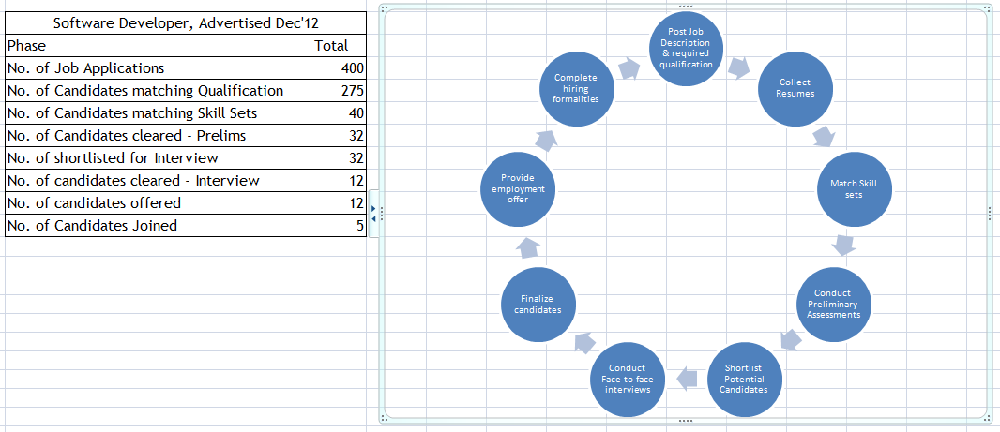 Software Developer, Advertised Dec'12
Phase Total
No. of Job Applications 400
No. of Candidates matching Qualification 275
No. of Candidates matching Skill Sets 40
No. of Candidates cleared - Prelims 32
No. of shortlisted for Interview 32
No. of candidates cleared - Interview 12
No. of candidates offered 12
No. of Candidates Joined 5
Post Job
Description
& required
qualification
Collect
Resumes
Match Skill
sets
Conduct
Preliminary
Assessments
Shortlist
Potential
Candidates
Conduct
Face-to-face
interviews
Finalize
candidates
Provide
employment
offer
Complete
hiring
formalities